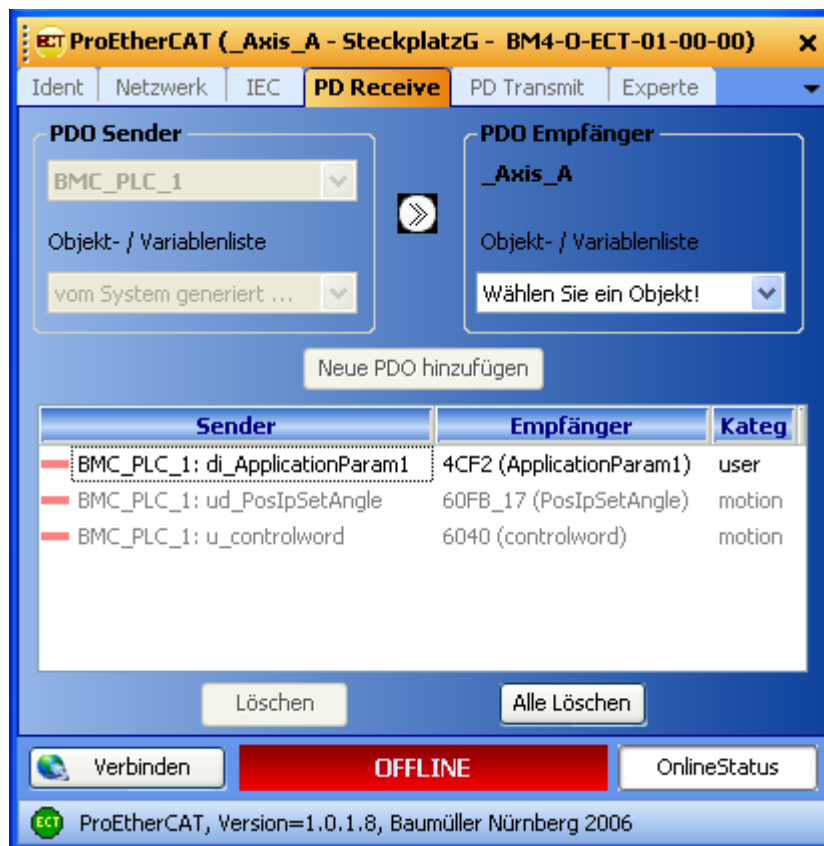 ECT ProEtherCAT (_Axis_A - SteckplatzG - BM4-O-ECT-01-00-00)
Ident Netzwerk IEC PD Receive PD Transmit Experte
PDO Sender PDO Empfänger
BMC_PLC_1 _Axis_A
Objekt- / Variablenliste Objekt- / Variablenliste
vom System generiert ... Wählen Sie ein Objekt!
Neue PDO hinzufügen
Sender Empfänger Kateg
BMC_PLC_1: di_ApplicationParam1 4CF2 (ApplicationParam1) user
BMC_PLC_1: ud_PosIpSetAngle 60FB_17 (PosIpSetAngle) motion
BMC_PLC_1: u_controlword 6040 (controlword) motion
Löschen Alle Löschen
Verbinden OFFLINE OnlineStatus
ECT ProEtherCAT, Version=1.0.1.8, Baumüller Nürnberg 2006